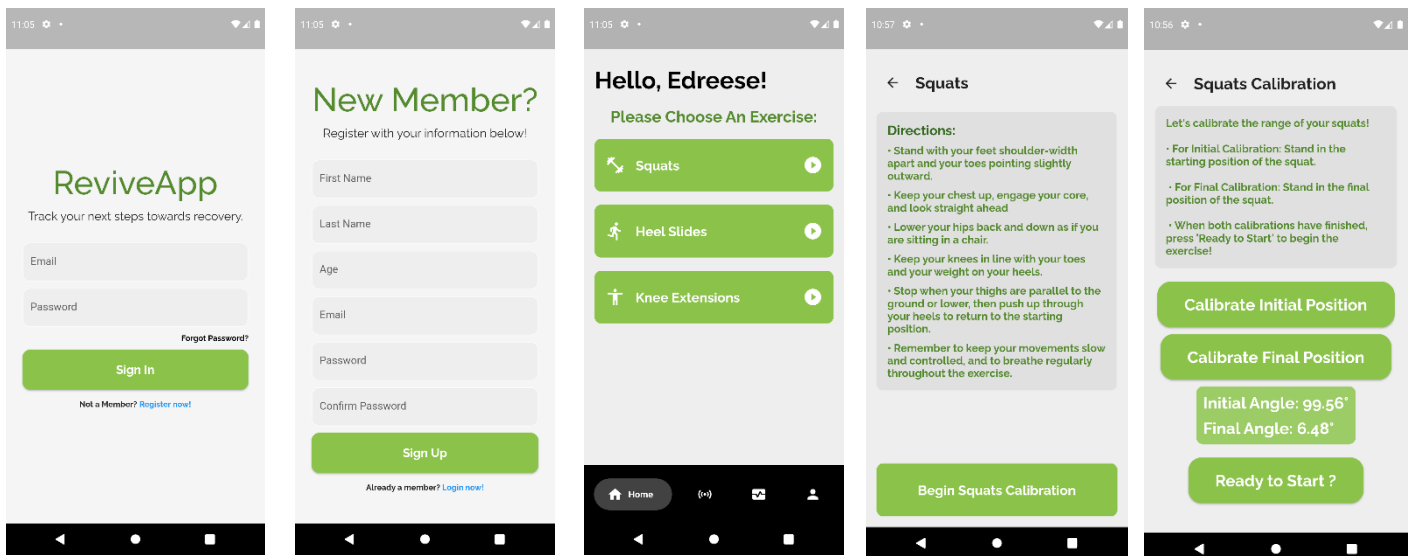 11:05
ReviveApp
Track your next steps towards recovery.
Email
Password
Forgot Password?
Sign In
Not a Member? Register now!
11:05
New Member?
Register with your information below!
First Name
Last Name
Age
Email
Password
Confirm Password
Sign Up
Already a member? Login now!
11:05
Hello, Edreese!
Please Choose An Exercise:
Squats
Heel Slides
Knee Extensions
Home
10:57
Squats
Directions:
• Stand with your feet shoulder-width
apart and your toes pointing slightly
outward.
• Keep your chest up, engage your core,
and look straight ahead
• Lower your hips back and down as if you
are sitting in a chair.
• Keep your knees in line with your toes
and your weight on your heels.
• Stop when your thighs are parallel to the
ground or lower, then push up through
your heels to return to the starting
position.
• Remember to keep your movements slow
and controlled, and to breathe regularly
throughout the exercise.
Begin Squats Calibration
10:56
Squats Calibration
Let's calibrate the range of your squats!
• For Initial Calibration: Stand in the
starting position of the squat.
• For Final Calibration: Stand in the final
position of the squat.
• When both calibrations have finished,
press 'Ready to Start' to begin the
exercise!
Calibrate Initial Position
Calibrate Final Position
Initial Angle: 99.56°
Final Angle: 6.48°
Ready to Start ?